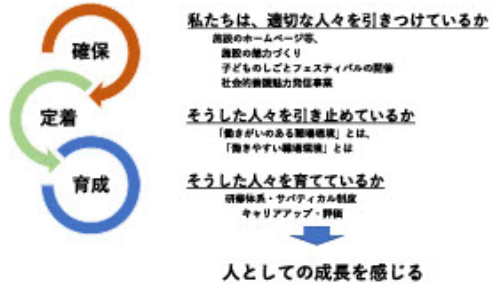 確保
定着
育成
私たちは、適切な人々を引きつけているか
施設のホームページ等、
施設の魅力づくり
子どものしごとフェスティバルの開催
社会的養護魅力発信事業
そうした人々を引き止めているか
「働きがいのある職場環境」とは、
「働きやすい職場環境」とは
そうした人々を育てているか
研修体系・サバティカル制度
キャリアアップ・評価
人としての成長を感じる